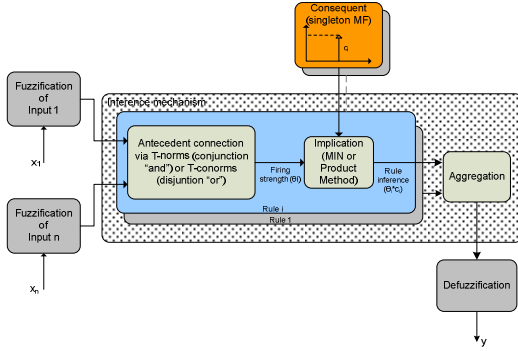 Consequent
(singleton MF)
cᵢ
Fuzzification
of
Input 1
x₁
Inference mechanism
Antecedent connection
via T-norms (conjunction
"and") or T-conorms
(disjuntion "or")
Firing
strength (θi)
Implication
(MIN or
Product
Method)
Rule
inference
(θᵢ*cᵢ)
Aggregation
Rule i
Rule 1
Fuzzification
of
Input n
xₙ
Defuzzification
y